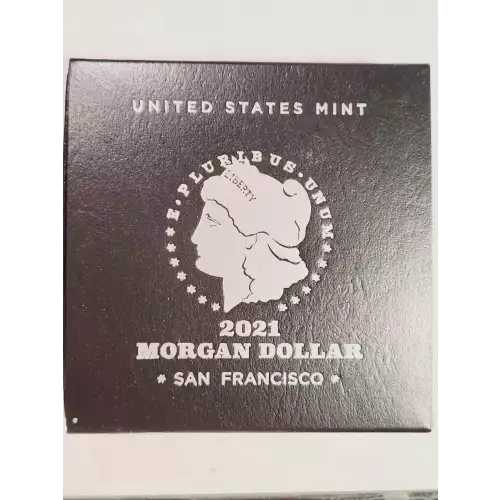 UNITED STATES MINT
E·PLURIBUS·UNUM
LIBERTY
2021
MORGAN DOLLAR
* SAN FRANCISCO *